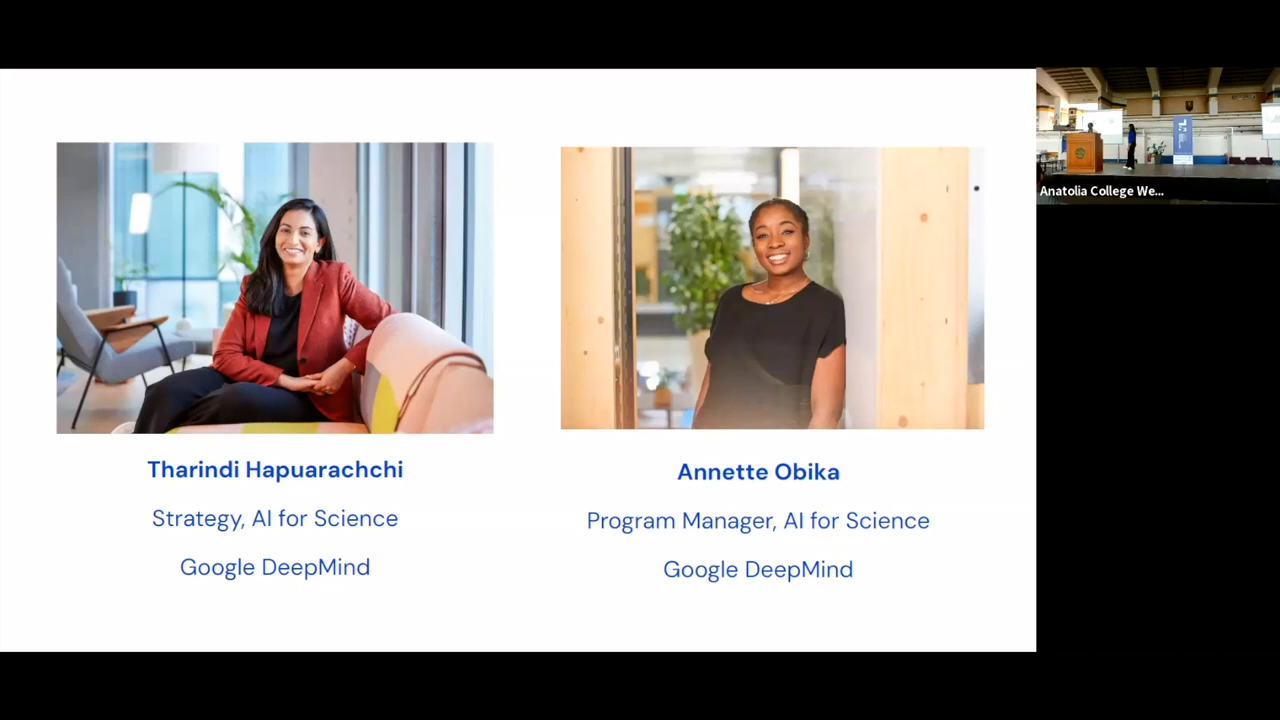 Tharindi Hapuarachchi
Strategy, AI for Science
Google DeepMind
Annette Obika
Program Manager, AI for Science
Google DeepMind
Anatolia College We...